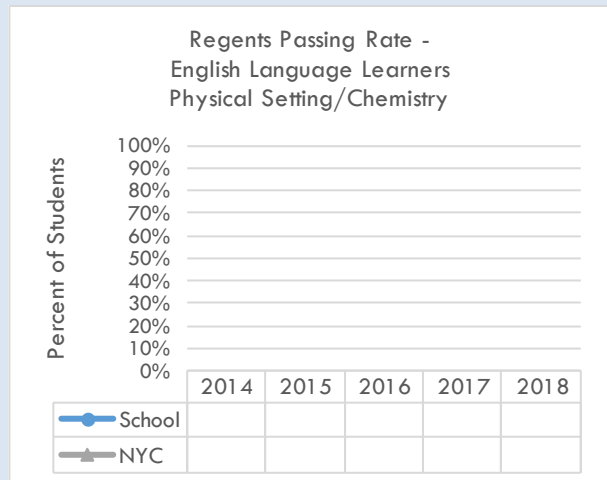 Regents Passing Rate -
English Language Learners
Physical Setting/Chemistry
Percent of Students
100%
90%
80%
70%
60%
50%
40%
30%
20%
10%
0%
2014 2015 2016 2017 2018
School
NYC